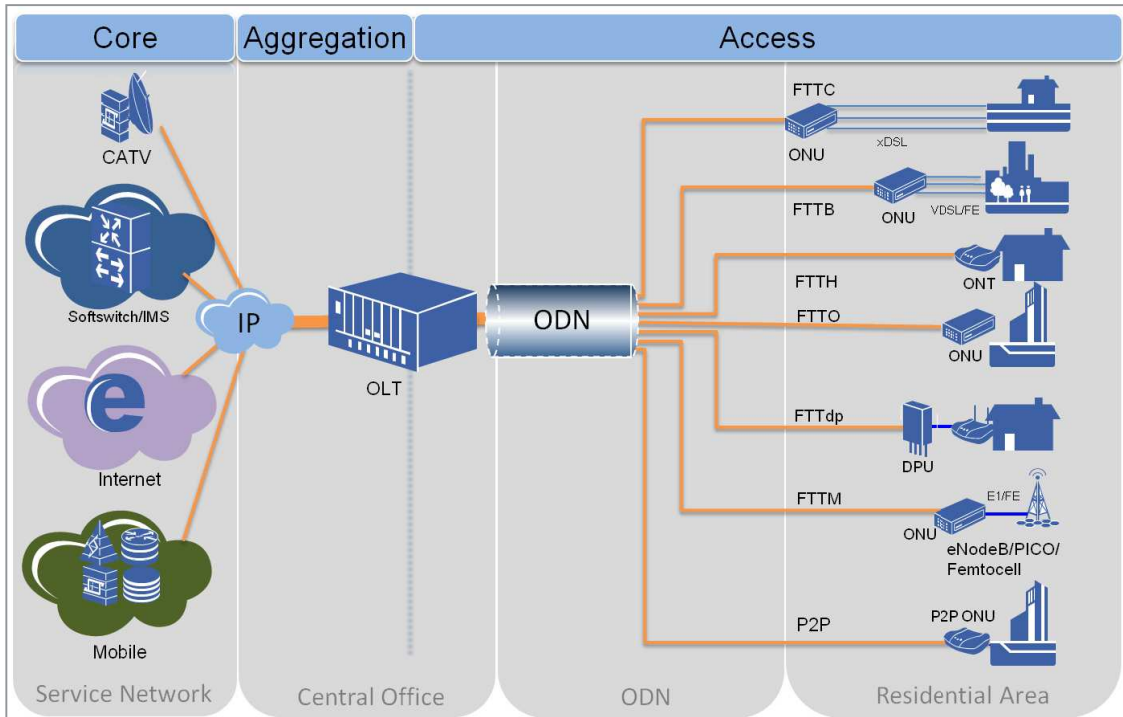 Core
Aggregation
Access
CATV
Softswitch/IMS
Internet
Mobile
IP
OLT
ODN
FTTC
ONU
xDSL
FTTB
ONU
VDSL/FE
FTTH
ONT
FTTO
ONU
FTTdp
DPU
FTTM
E1/FE
ONU
eNodeB/PICO/
Femtocell
P2P
P2P ONU
Service Network
Central Office
ODN
Residential Area